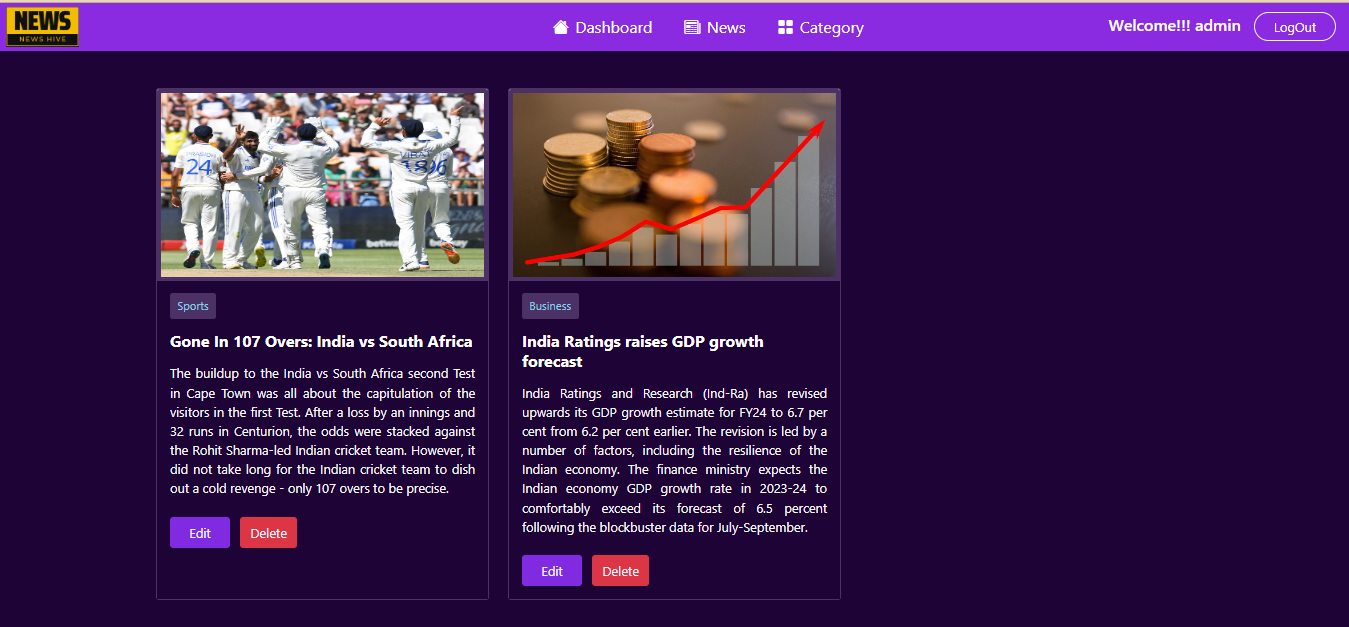 NEWS
NEWS HIVE
Dashboard
News
Category
Welcome!!! admin
LogOut
24
betway
Sports
Gone In 107 Overs: India vs South Africa
The buildup to the India vs South Africa second Test
in Cape Town was all about the capitulation of the
visitors in the first Test. After a loss by an innings and
32 runs in Centurion, the odds were stacked against
the Rohit Sharma-led Indian cricket team. However, it
did not take long for the Indian cricket team to dish
out a cold revenge - only 107 overs to be precise.
Edit
Delete
Business
India Ratings raises GDP growth
forecast
India Ratings and Research (Ind-Ra) has revised
upwards its GDP growth estimate for FY24 to 6.7 per
cent from 6.2 per cent earlier. The revision is led by a
number of factors, including the resilience of the
Indian economy. The finance ministry expects the
Indian economy GDP growth rate in 2023-24 to
comfortably exceed its forecast of 6.5 percent
following the blockbuster data for July-September.
Edit
Delete